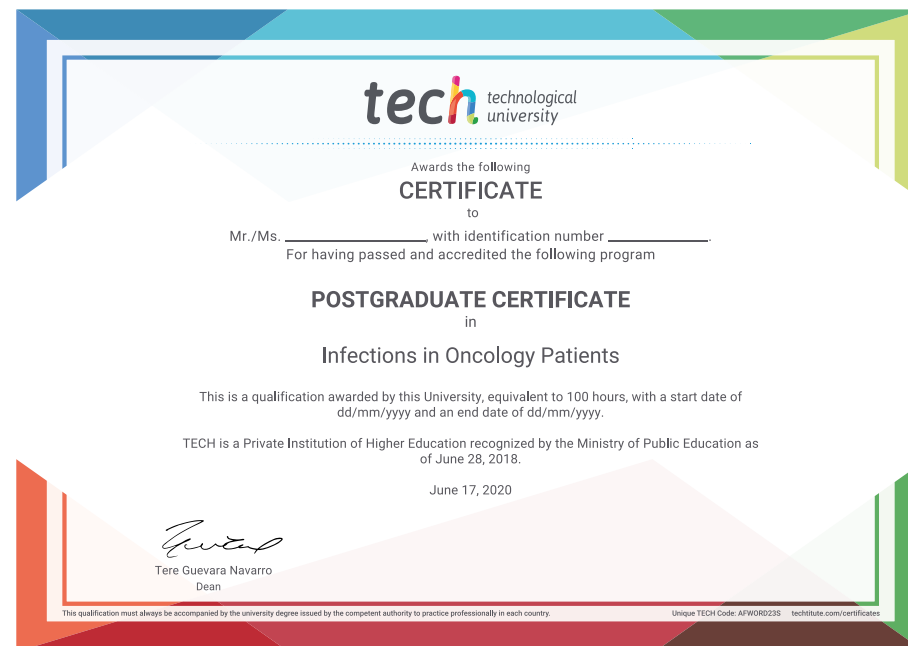 tech technological
university
Awards the following
CERTIFICATE
to
Mr./Ms. ____________________, with identification number ______________.
For having passed and accredited the following program
POSTGRADUATE CERTIFICATE
in
Infections in Oncology Patients
This is a qualification awarded by this University, equivalent to 100 hours, with a start date of
dd/mm/yyyy and an end date of dd/mm/yyyy.
TECH is a Private Institution of Higher Education recognized by the Ministry of Public Education as
of June 28, 2018.
June 17, 2020
Tere Guevara Navarro
Dean
This qualification must always be accompanied by the university degree issued by the competent authority to practice professionally in each country. Unique TECH Code: AFWORD23S techtitute.com/certificates